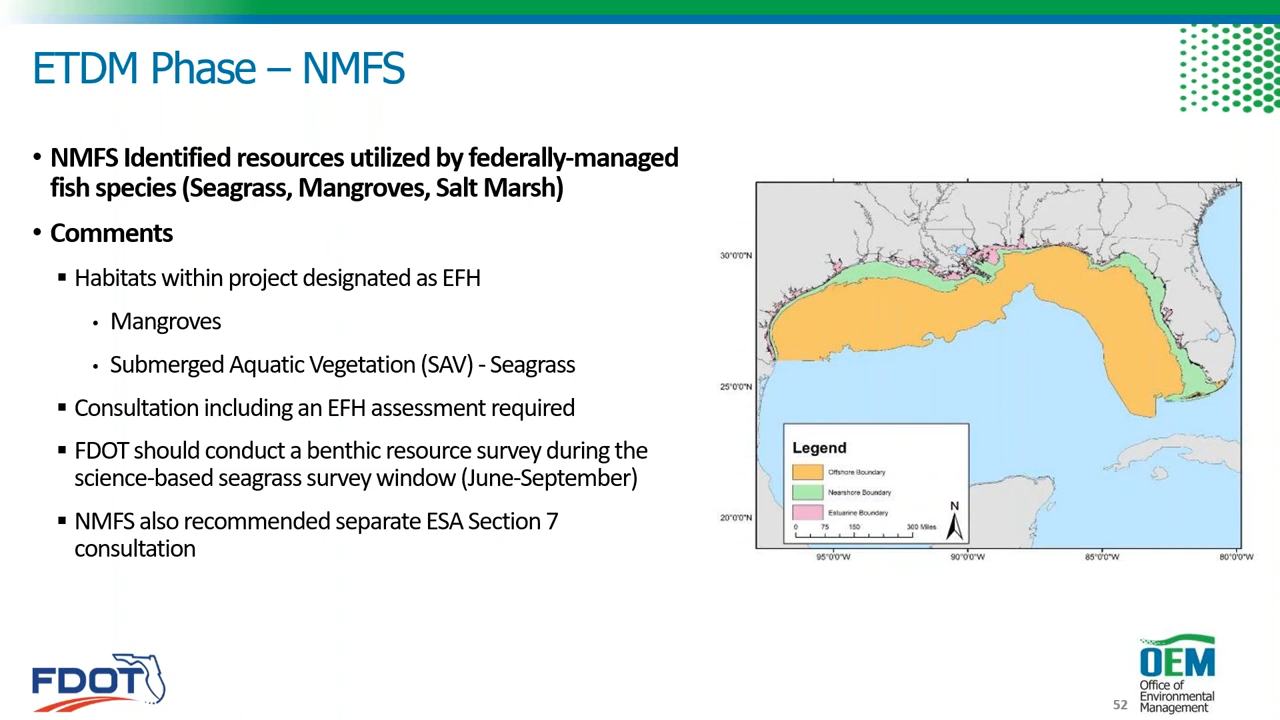 ETDM Phase – NMFS
• NMFS Identified resources utilized by federally-managed
fish species (Seagrass, Mangroves, Salt Marsh)
• Comments
▪ Habitats within project designated as EFH
• Mangroves
• Submerged Aquatic Vegetation (SAV) - Seagrass
▪ Consultation including an EFH assessment required
▪ FDOT should conduct a benthic resource survey during the
science-based seagrass survey window (June-September)
▪ NMFS also recommended separate ESA Section 7
consultation
30°0'0"N
25°0'0"N
20°0'0"N
Legend
Offshore Boundary
Nearshore Boundary
Estuarine Boundary
0 75 150 300 Miles
N
95°0'0"W 90°0'0"W 85°0'0"W 80°0'0"W
FDOT
OEM
Office of
Environmental
Management
52